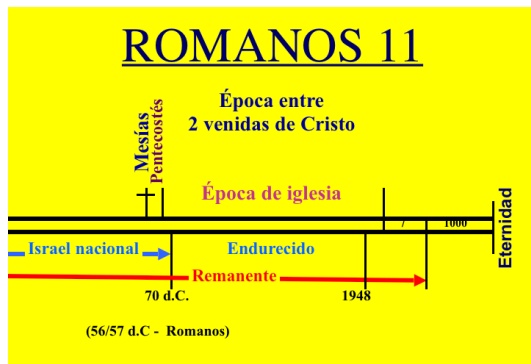 ROMANOS 11
Época entre
2 venidas de Cristo
Mesías
Pentecostés
Época de iglesia
7
1000
Eternidad
Israel nacional
Endurecido
Remanente
70 d.C.
1948
(56/57 d.C - Romanos)